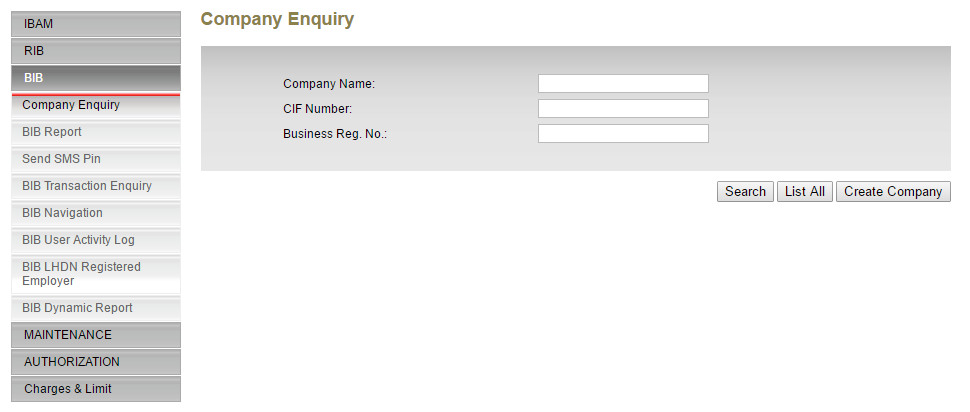 IBAM
RIB
BIB
Company Enquiry
BIB Report
Send SMS Pin
BIB Transaction Enquiry
BIB Navigation
BIB User Activity Log
BIB LHDN Registered
Employer
BIB Dynamic Report
MAINTENANCE
AUTHORIZATION
Charges & Limit
Company Enquiry
Company Name:
CIF Number:
Business Reg. No.:
Search List All Create Company